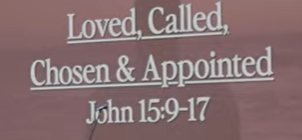 Loved, Called,
Chosen & Appointed
John 15:9-17